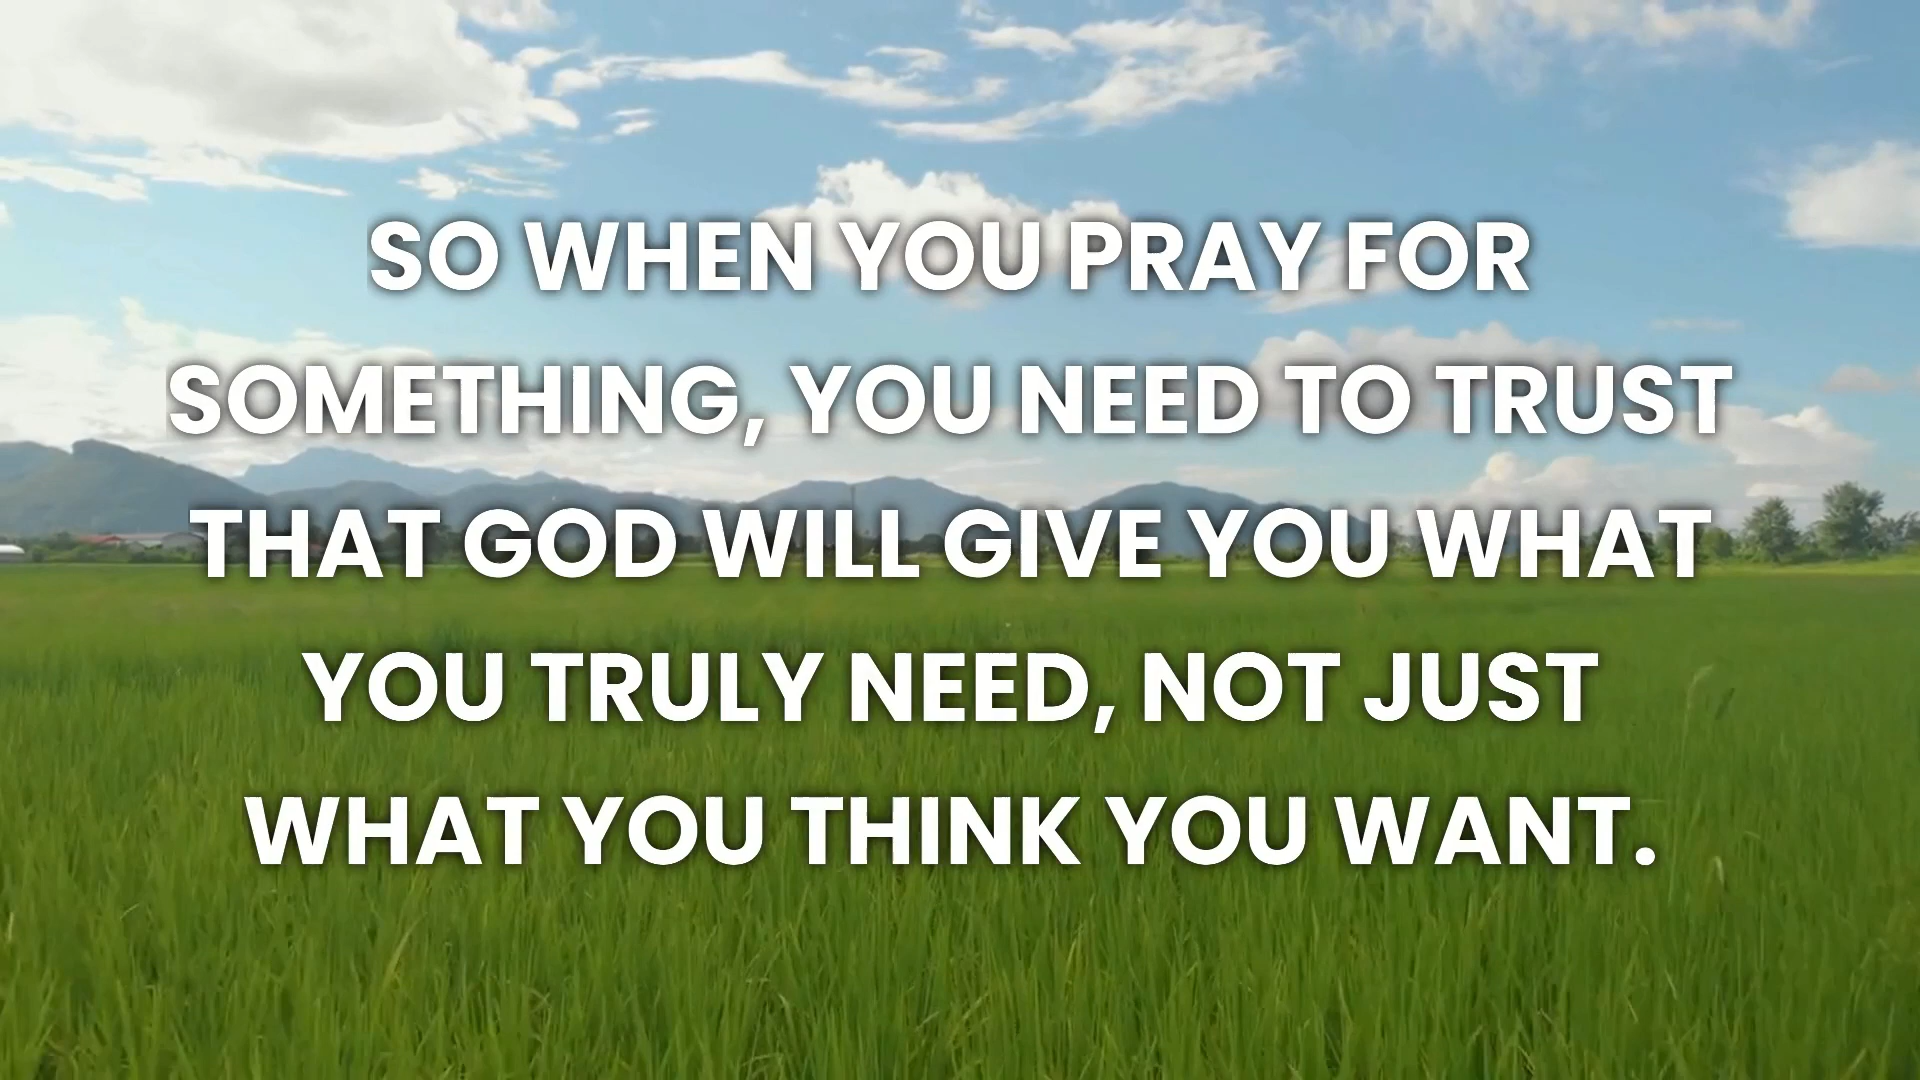 SO WHEN YOU PRAY FOR
SOMETHING, YOU NEED TO TRUST
THAT GOD WILL GIVE YOU WHAT
YOU TRULY NEED, NOT JUST
WHAT YOU THINK YOU WANT.